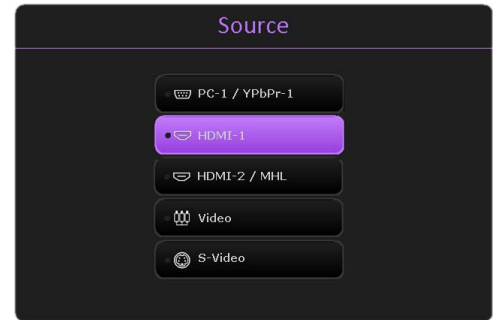 Source
PC-1 / YPbPr-1
HDMI-1
HDMI-2 / MHL
Video
S-Video